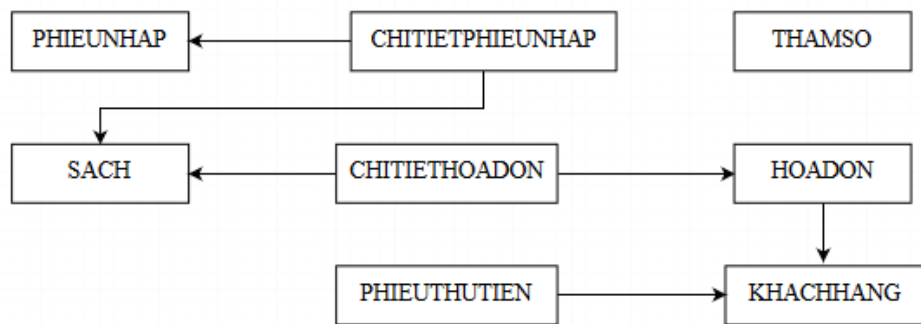 PHIEUNHAP
CHITIETPHIEUNHAP
THAMSO
SACH
CHITIETHOADON
HOADON
PHIEUTHUTIEN
KHACHHANG